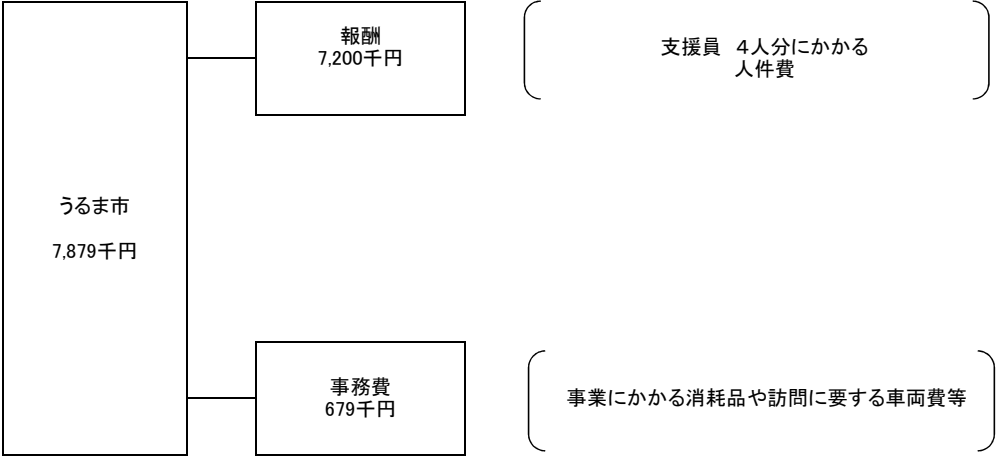 うるま市
7,879千円
報酬
7,200千円
支援員　4人分にかかる
人件費
事務費
679千円
事業にかかる消耗品や訪問に要する車両費等